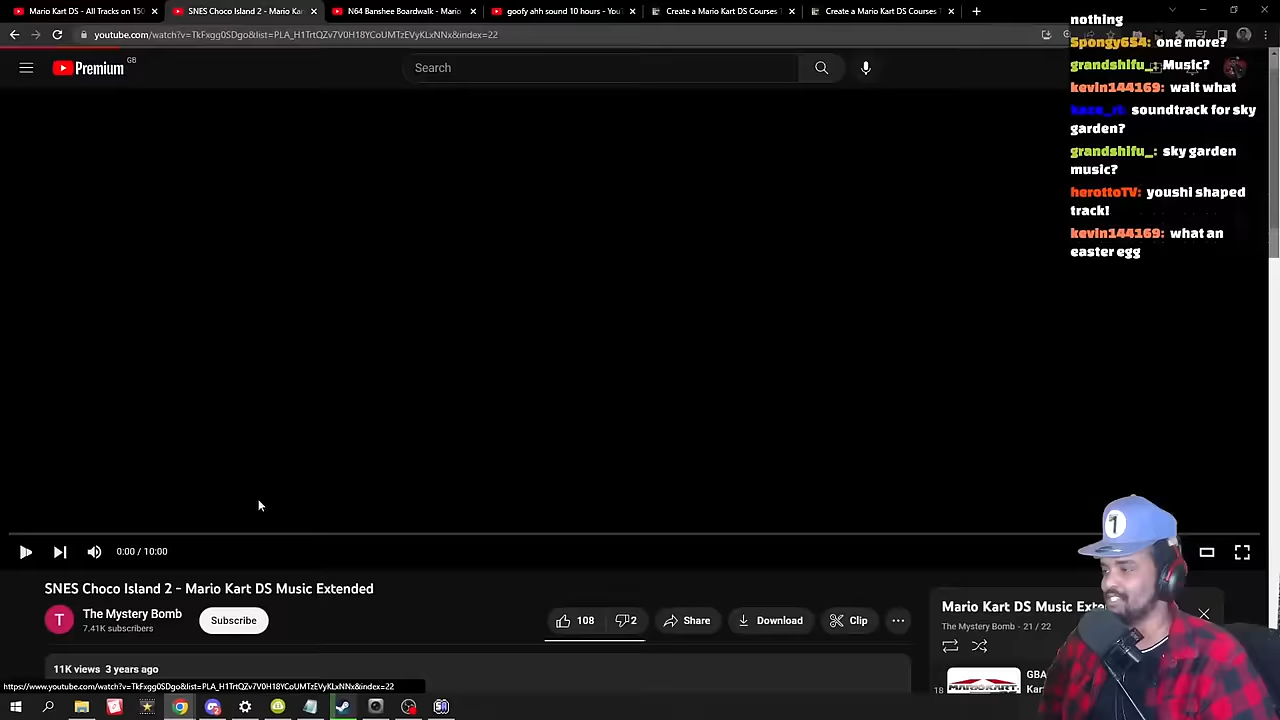 Mario Kart DS - All Tracks on 150
SNES Choco Island 2 - Mario Ka
N64 Banshee Boardwalk - Mario
goofy ahh sound 10 hours - You
Create a Mario Kart DS Courses
Create a Mario Kart DS Courses
youtube.com/watch?v=TkFxgg0SDgo&list=PLA_H1TrtQZv7V0H18YCoUMTzEVyKLxNNx&index=22
Premium GB
Search
nothing
Spongy654: one more?
grandshifu_: Music?
kevin144169: wait what
soundtrack for sky
garden?
grandshifu_: sky garden
music?
herottoTV: youshi shaped
track!
kevin144169: what an
easter egg
0:00 / 10:00
SNES Choco Island 2 - Mario Kart DS Music Extended
T
The Mystery Bomb
7.41K subscribers
Subscribe
108
2
Share
Download
Clip
11K views 3 years ago
Mario Kart DS Music Exte
The Mystery Bomb - 21 / 22
18
GBA
Kar
MARIOKART
https://www.youtube.com/watch?v=TkFxgg0SDgo&list=PLA_H1TrtQZv7V0H18YCoUMTzEVyKLxNNx&index=22
1